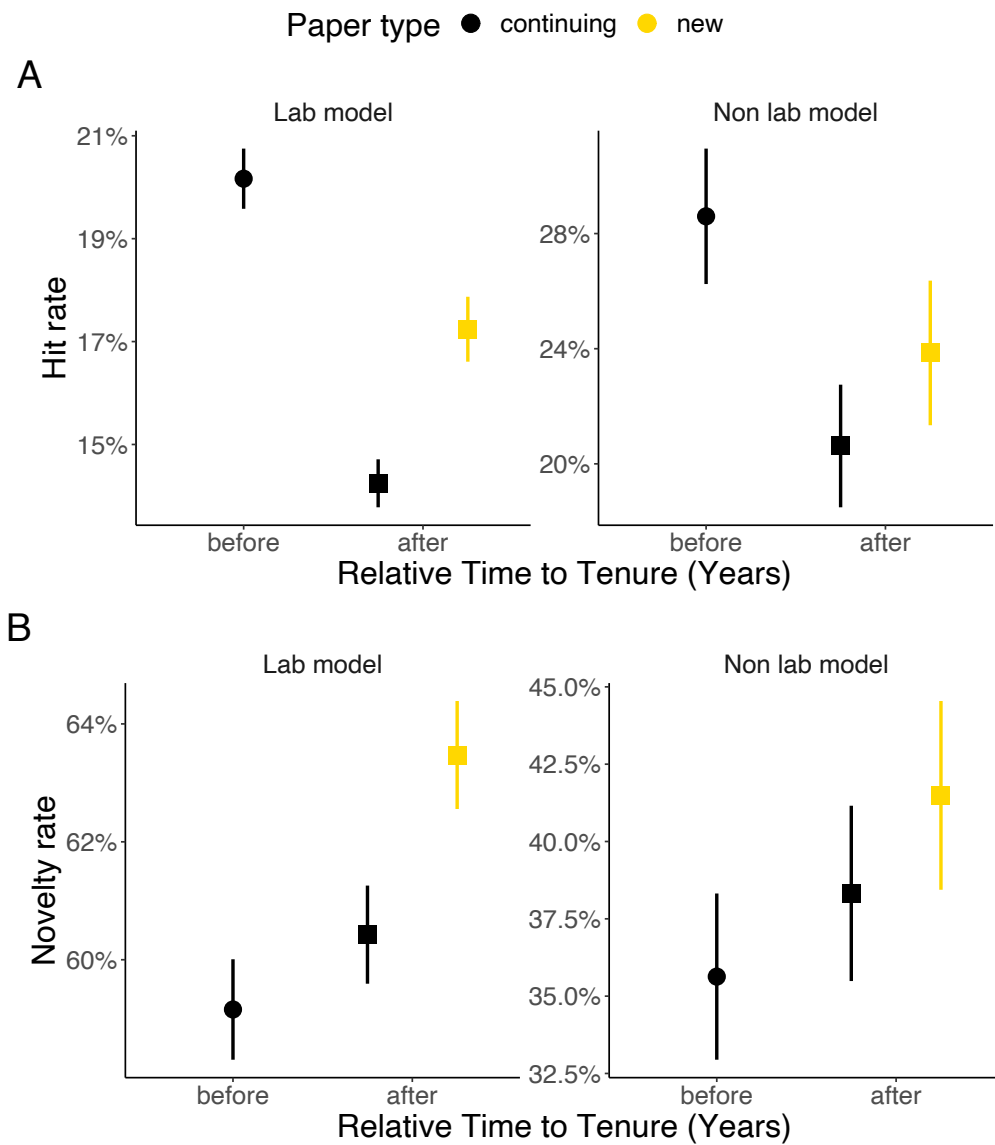 Paper type continuing new
A
Lab model
Non lab model
Hit rate
21%
19%
17%
15%
28%
24%
20%
before
after
before
after
Relative Time to Tenure (Years)
B
Lab model
Non lab model
Novelty rate
64%
62%
60%
45.0%
42.5%
40.0%
37.5%
35.0%
32.5%
before
after
before
after
Relative Time to Tenure (Years)